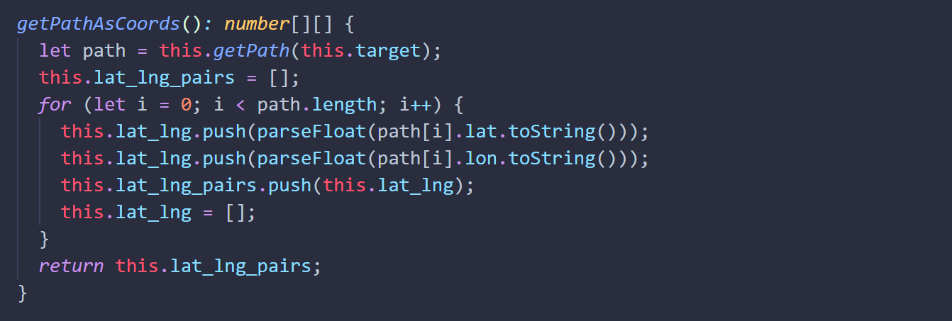 getPathAsCoords(): number[][] {
let path = this.getPath(this.target);
this.lat_lng_pairs = [];
for (let i = 0; i < path.length; i++) {
this.lat_lng.push(parseFloat(path[i].lat.toString()));
this.lat_lng.push(parseFloat(path[i].lon.toString()));
this.lat_lng_pairs.push(this.lat_lng);
this.lat_lng = [];
}
return this.lat_lng_pairs;
}